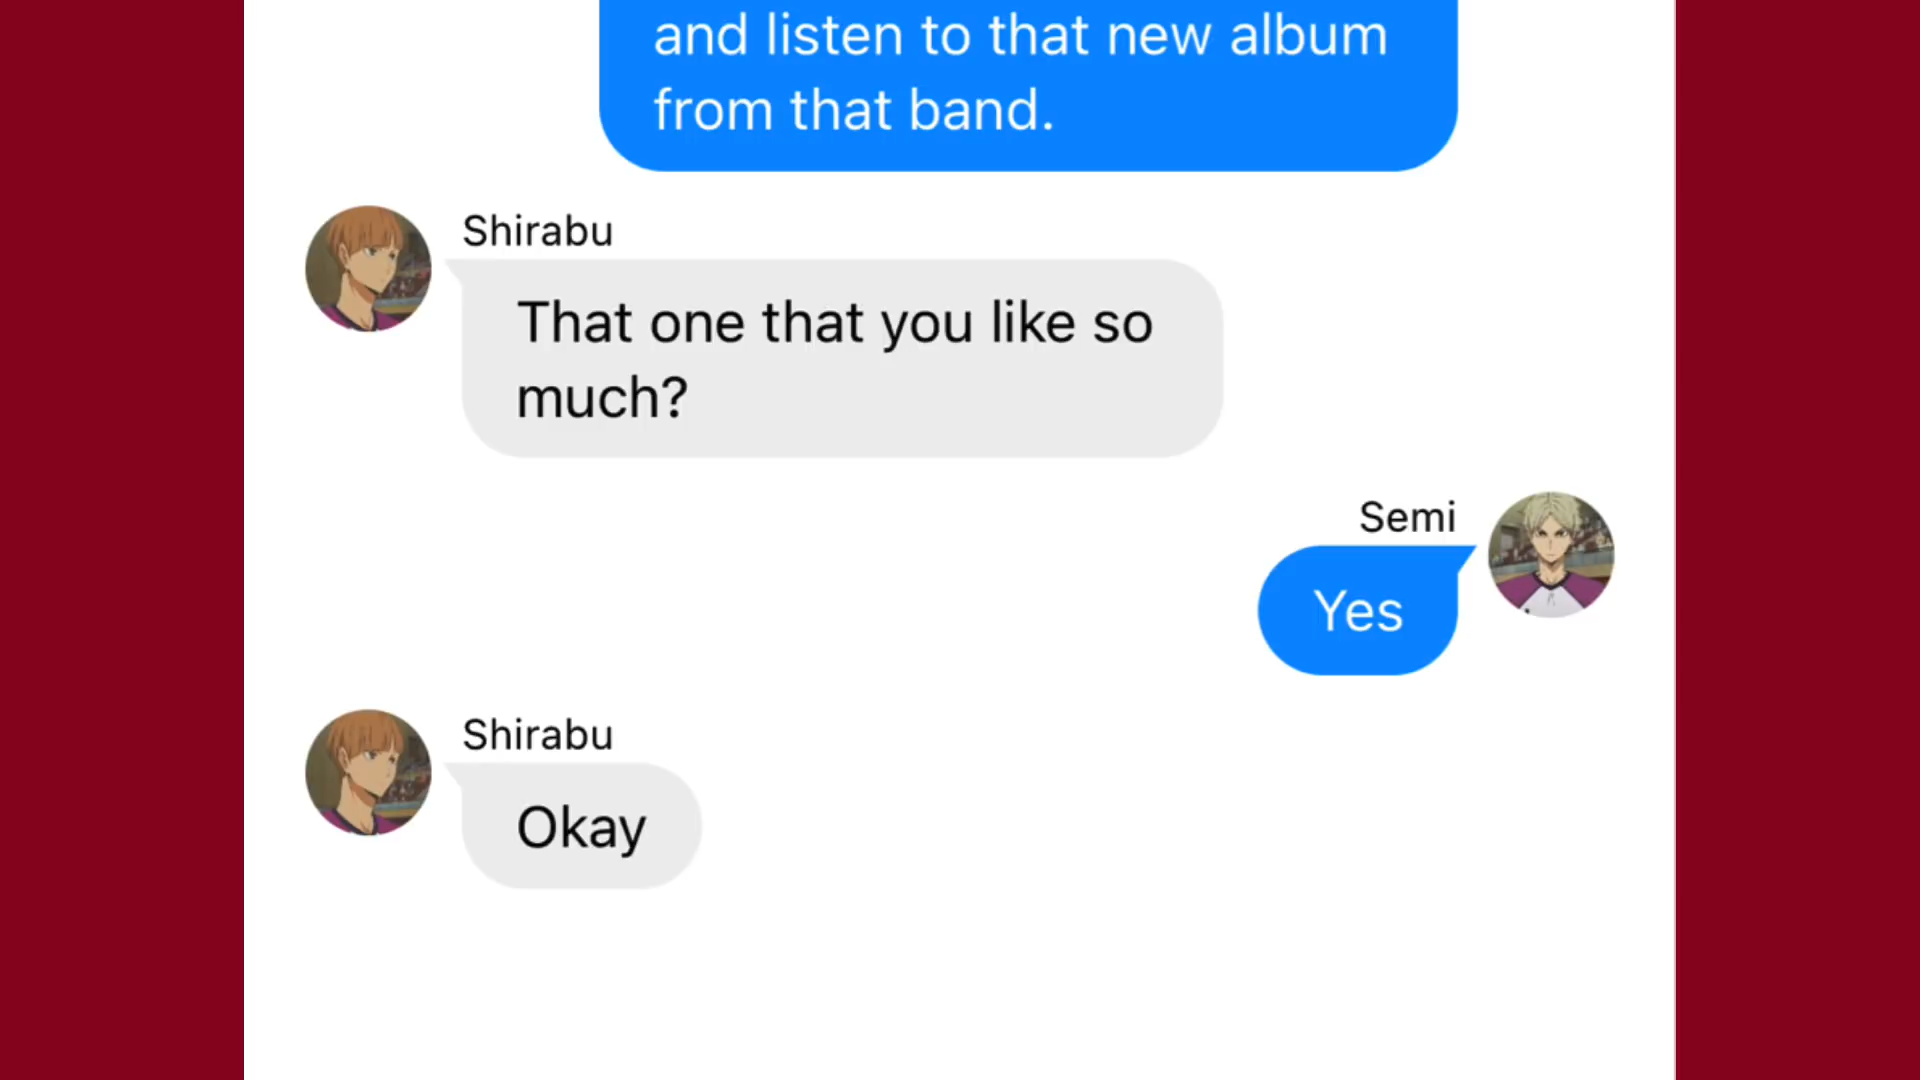 and listen to that new album
from that band.
Shirabu
That one that you like so
much?
Semi
Yes
Shirabu
Okay